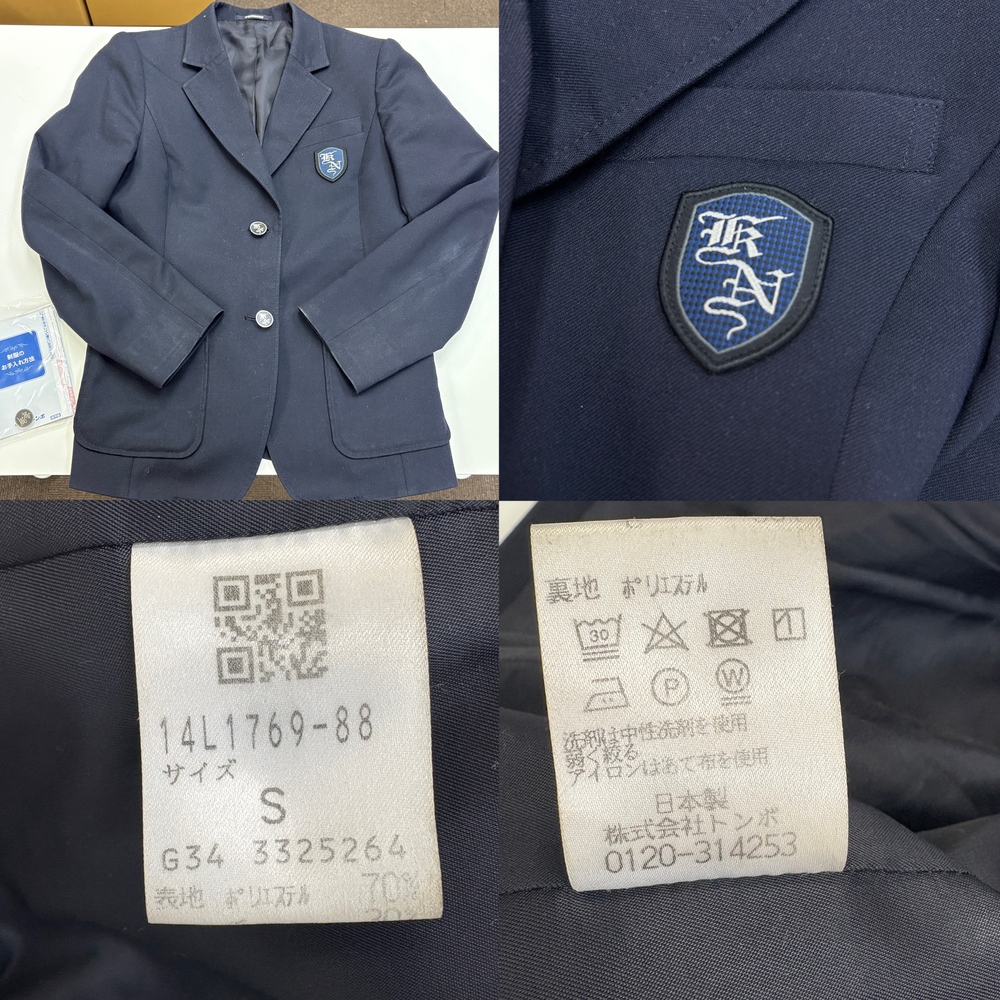 KN
制服の
お手入れ方法
KN
14L1769-88
サイズ
S
G34 3325264
表地 ポリエステル 70%
裏地 ポリエステル
30
1
P
W
洗剤は中性洗剤を使用
弱く絞る
アイロンはあて布を使用
日本製
株式会社トンボ
0120-314253